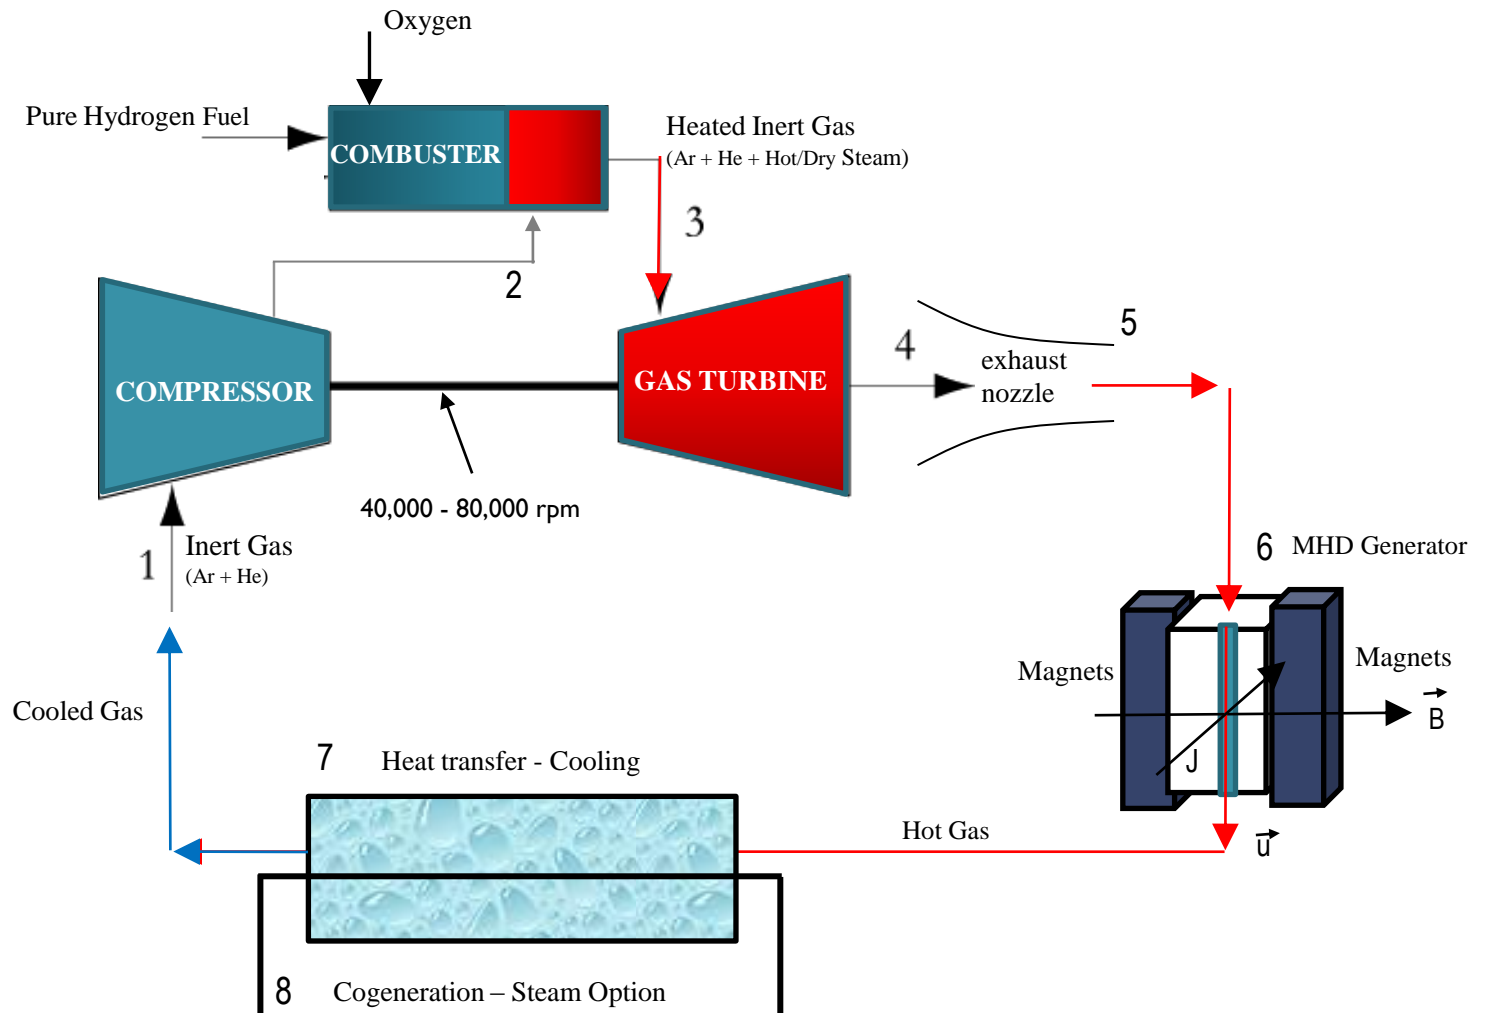 Oxygen
Pure Hydrogen Fuel
COMBUSTER
Heated Inert Gas
(Ar + He + Hot/Dry Steam)
3
2
COMPRESSOR
GAS TURBINE
4
exhaust
nozzle
5
40,000 - 80,000 rpm
1
Inert Gas
(Ar + He)
6 MHD Generator
Magnets
Magnets
B
J
u
Cooled Gas
7 Heat transfer - Cooling
Hot Gas
8 Cogeneration – Steam Option